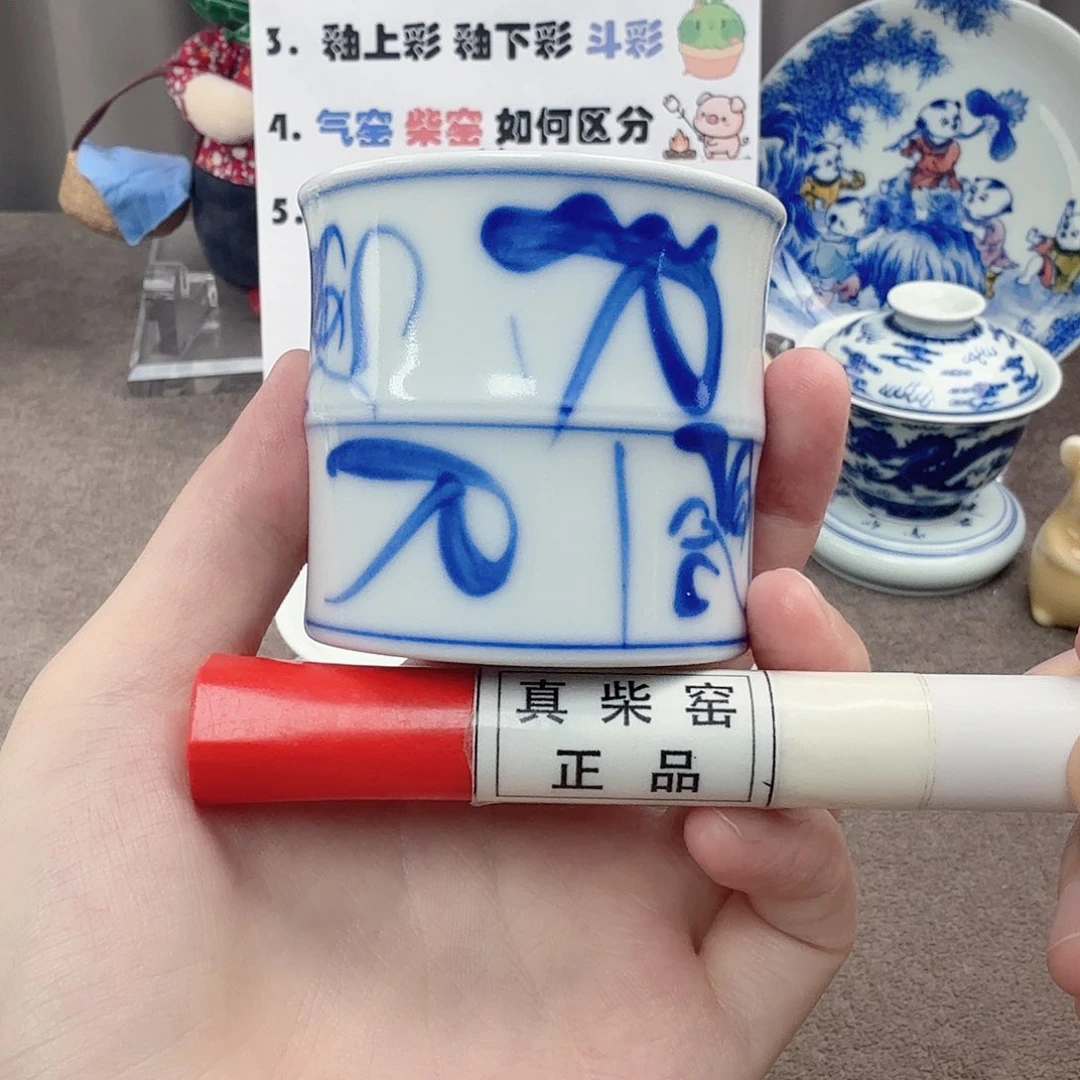 3. 釉上彩 釉下彩 斗彩
4. 气窑 柴窑 如何区分
5.
真柴窑
正品